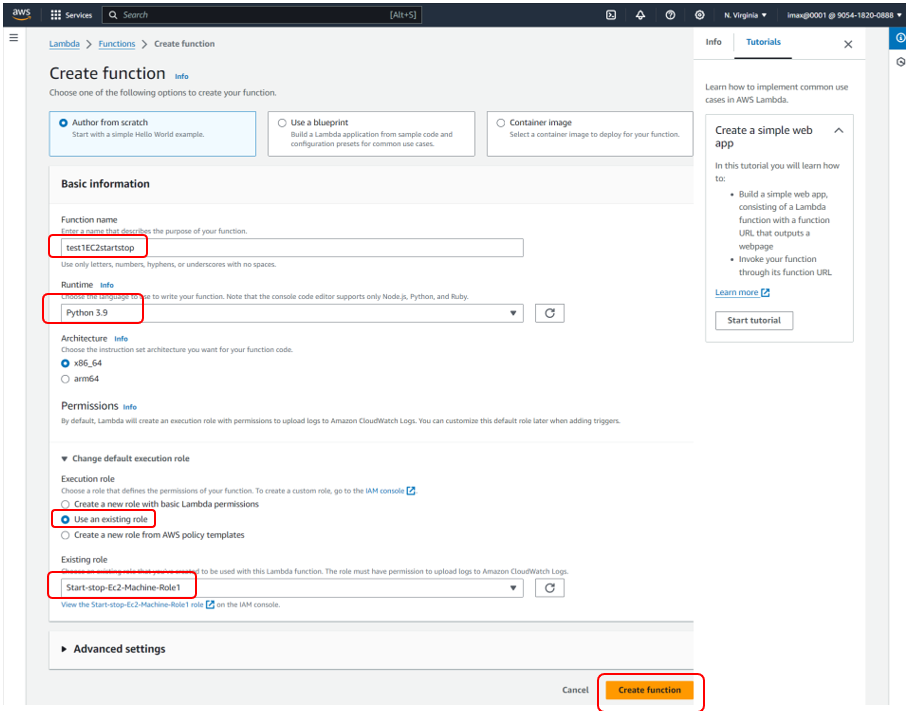 aws
Services
Search
[Alt+S]
N. Virginia
imax@0001 @ 9054-1820-0888
Lambda
Functions
Create function
Create function Info
Choose one of the following options to create your function.
Author from scratch
Start with a simple Hello World example.
Use a blueprint
Build a Lambda application from sample code and
configuration presets for common use cases.
Container image
Select a container image to deploy for your function.
Basic information
Function name
Enter a name that describes the purpose of your function.
test1EC2startstop
Use only letters, numbers, hyphens, or underscores with no spaces.
Runtime Info
Choose the language to use to write your function. Note that the console code editor supports only Node.js, Python, and Ruby.
Python 3.9
Architecture Info
Choose the instruction set architecture you want for your function code.
x86_64
arm64
Permissions Info
By default, Lambda will create an execution role with permissions to upload logs to Amazon CloudWatch Logs. You can customize this default role later when adding triggers.
Change default execution role
Execution role
Choose a role that defines the permissions of your function. To create a custom role, go to the IAM console.
Create a new role with basic Lambda permissions
Use an existing role
Create a new role from AWS policy templates
Existing role
Choose an existing role that you've created to be used with this Lambda function. The role must have permission to upload logs to Amazon CloudWatch Logs.
Start-stop-Ec2-Machine-Role1
View the Start-stop-Ec2-Machine-Role1 role on the IAM console.
Advanced settings
Cancel
Create function
Info
Tutorials
Learn how to implement common use
cases in AWS Lambda.
Create a simple web
app
In this tutorial you will learn how
to:
• Build a simple web app,
consisting of a Lambda
function with a function
URL that outputs a
webpage
• Invoke your function
through its function URL
Learn more
Start tutorial